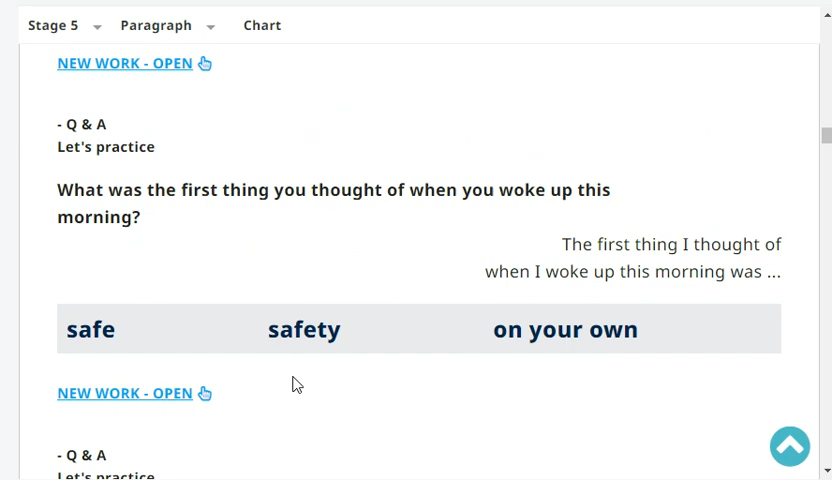 Stage 5 Paragraph Chart
NEW WORK - OPEN
- Q & A
Let's practice
What was the first thing you thought of when you woke up this
morning?
The first thing I thought of
when I woke up this morning was ...
safe safety on your own
NEW WORK - OPEN
- Q & A
Let's practice